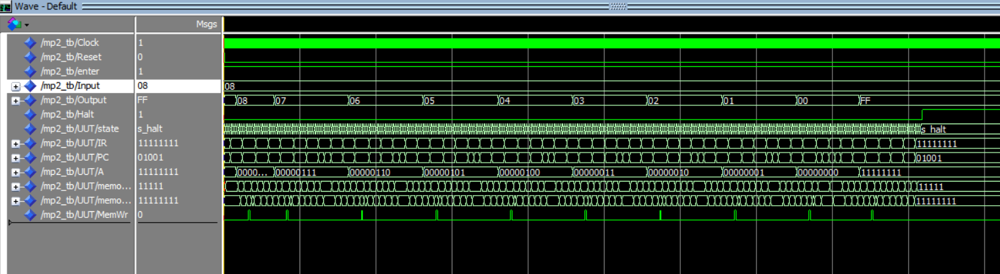 Wave - Default
Msgs
/mp2_tb/Clock 1
/mp2_tb/Reset 0
/mp2_tb/enter 1
/mp2_tb/Input 08 08
/mp2_tb/Output FF 08 07 06 05 04 03 02 01 00 FF
/mp2_tb/Halt 1
/mp2_tb/UUT/state s_halt s_halt
/mp2_tb/UUT/IR 11111111 11111111
/mp2_tb/UUT/PC 01001 01001
/mp2_tb/UUT/A 11111111 0000... 00000111 00000110 00000101 00000100 00000011 00000010 00000001 00000000 11111111
/mp2_tb/UUT/memo... 11111 11111
/mp2_tb/UUT/memo... 11111111 11111111
/mp2_tb/UUT/MemWr 0